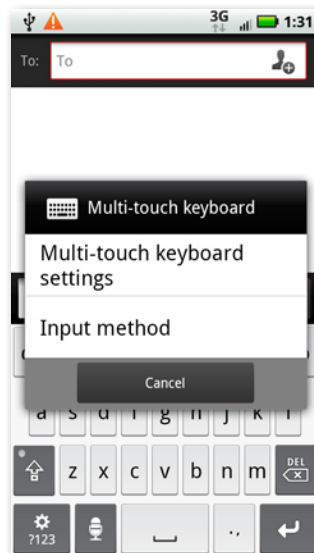 3G
1:31
To:
To
Multi-touch keyboard
Multi-touch keyboard
settings
Input method
Cancel
a s d f g h j k l
z x c v b n m
DEL
?123
.,